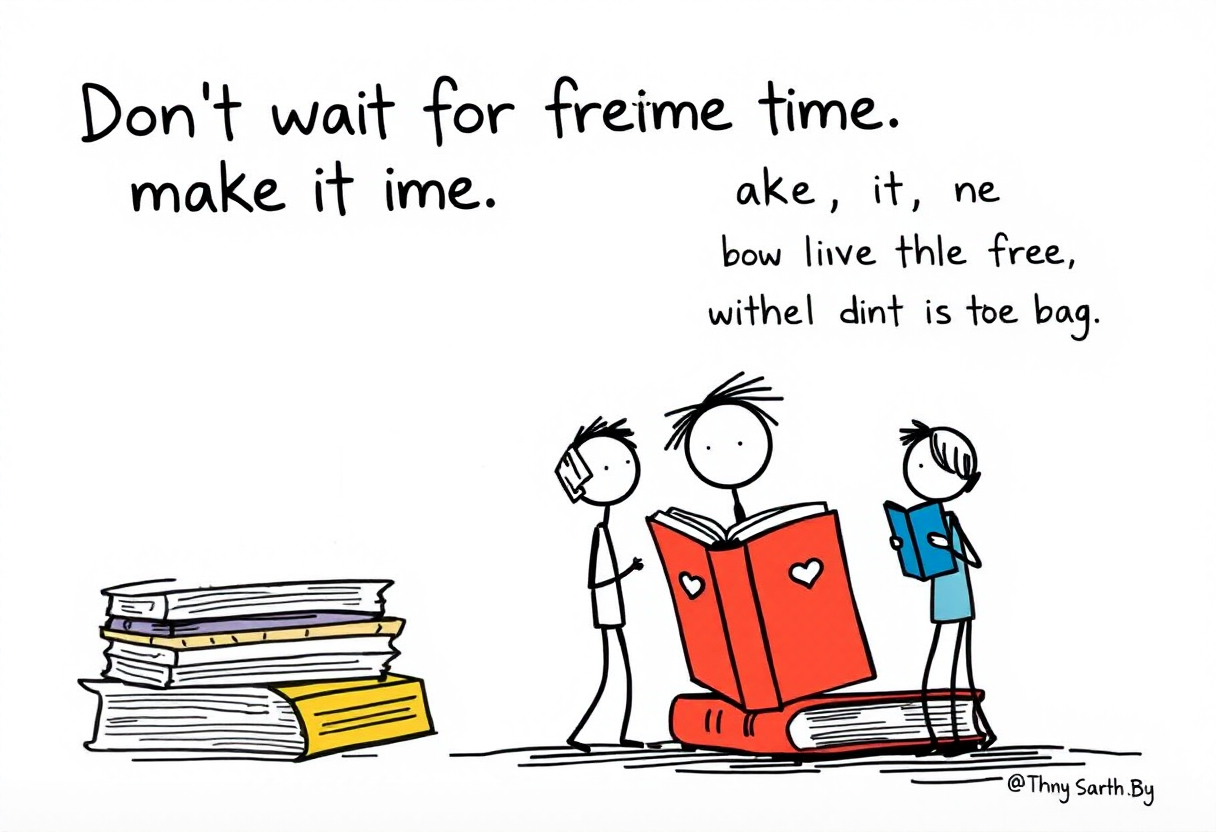 Don't wait for freime time.
make it ime.
ake, it, ne
bow liive thle free,
withel dint is toe bag.
@Thny Sarth.By